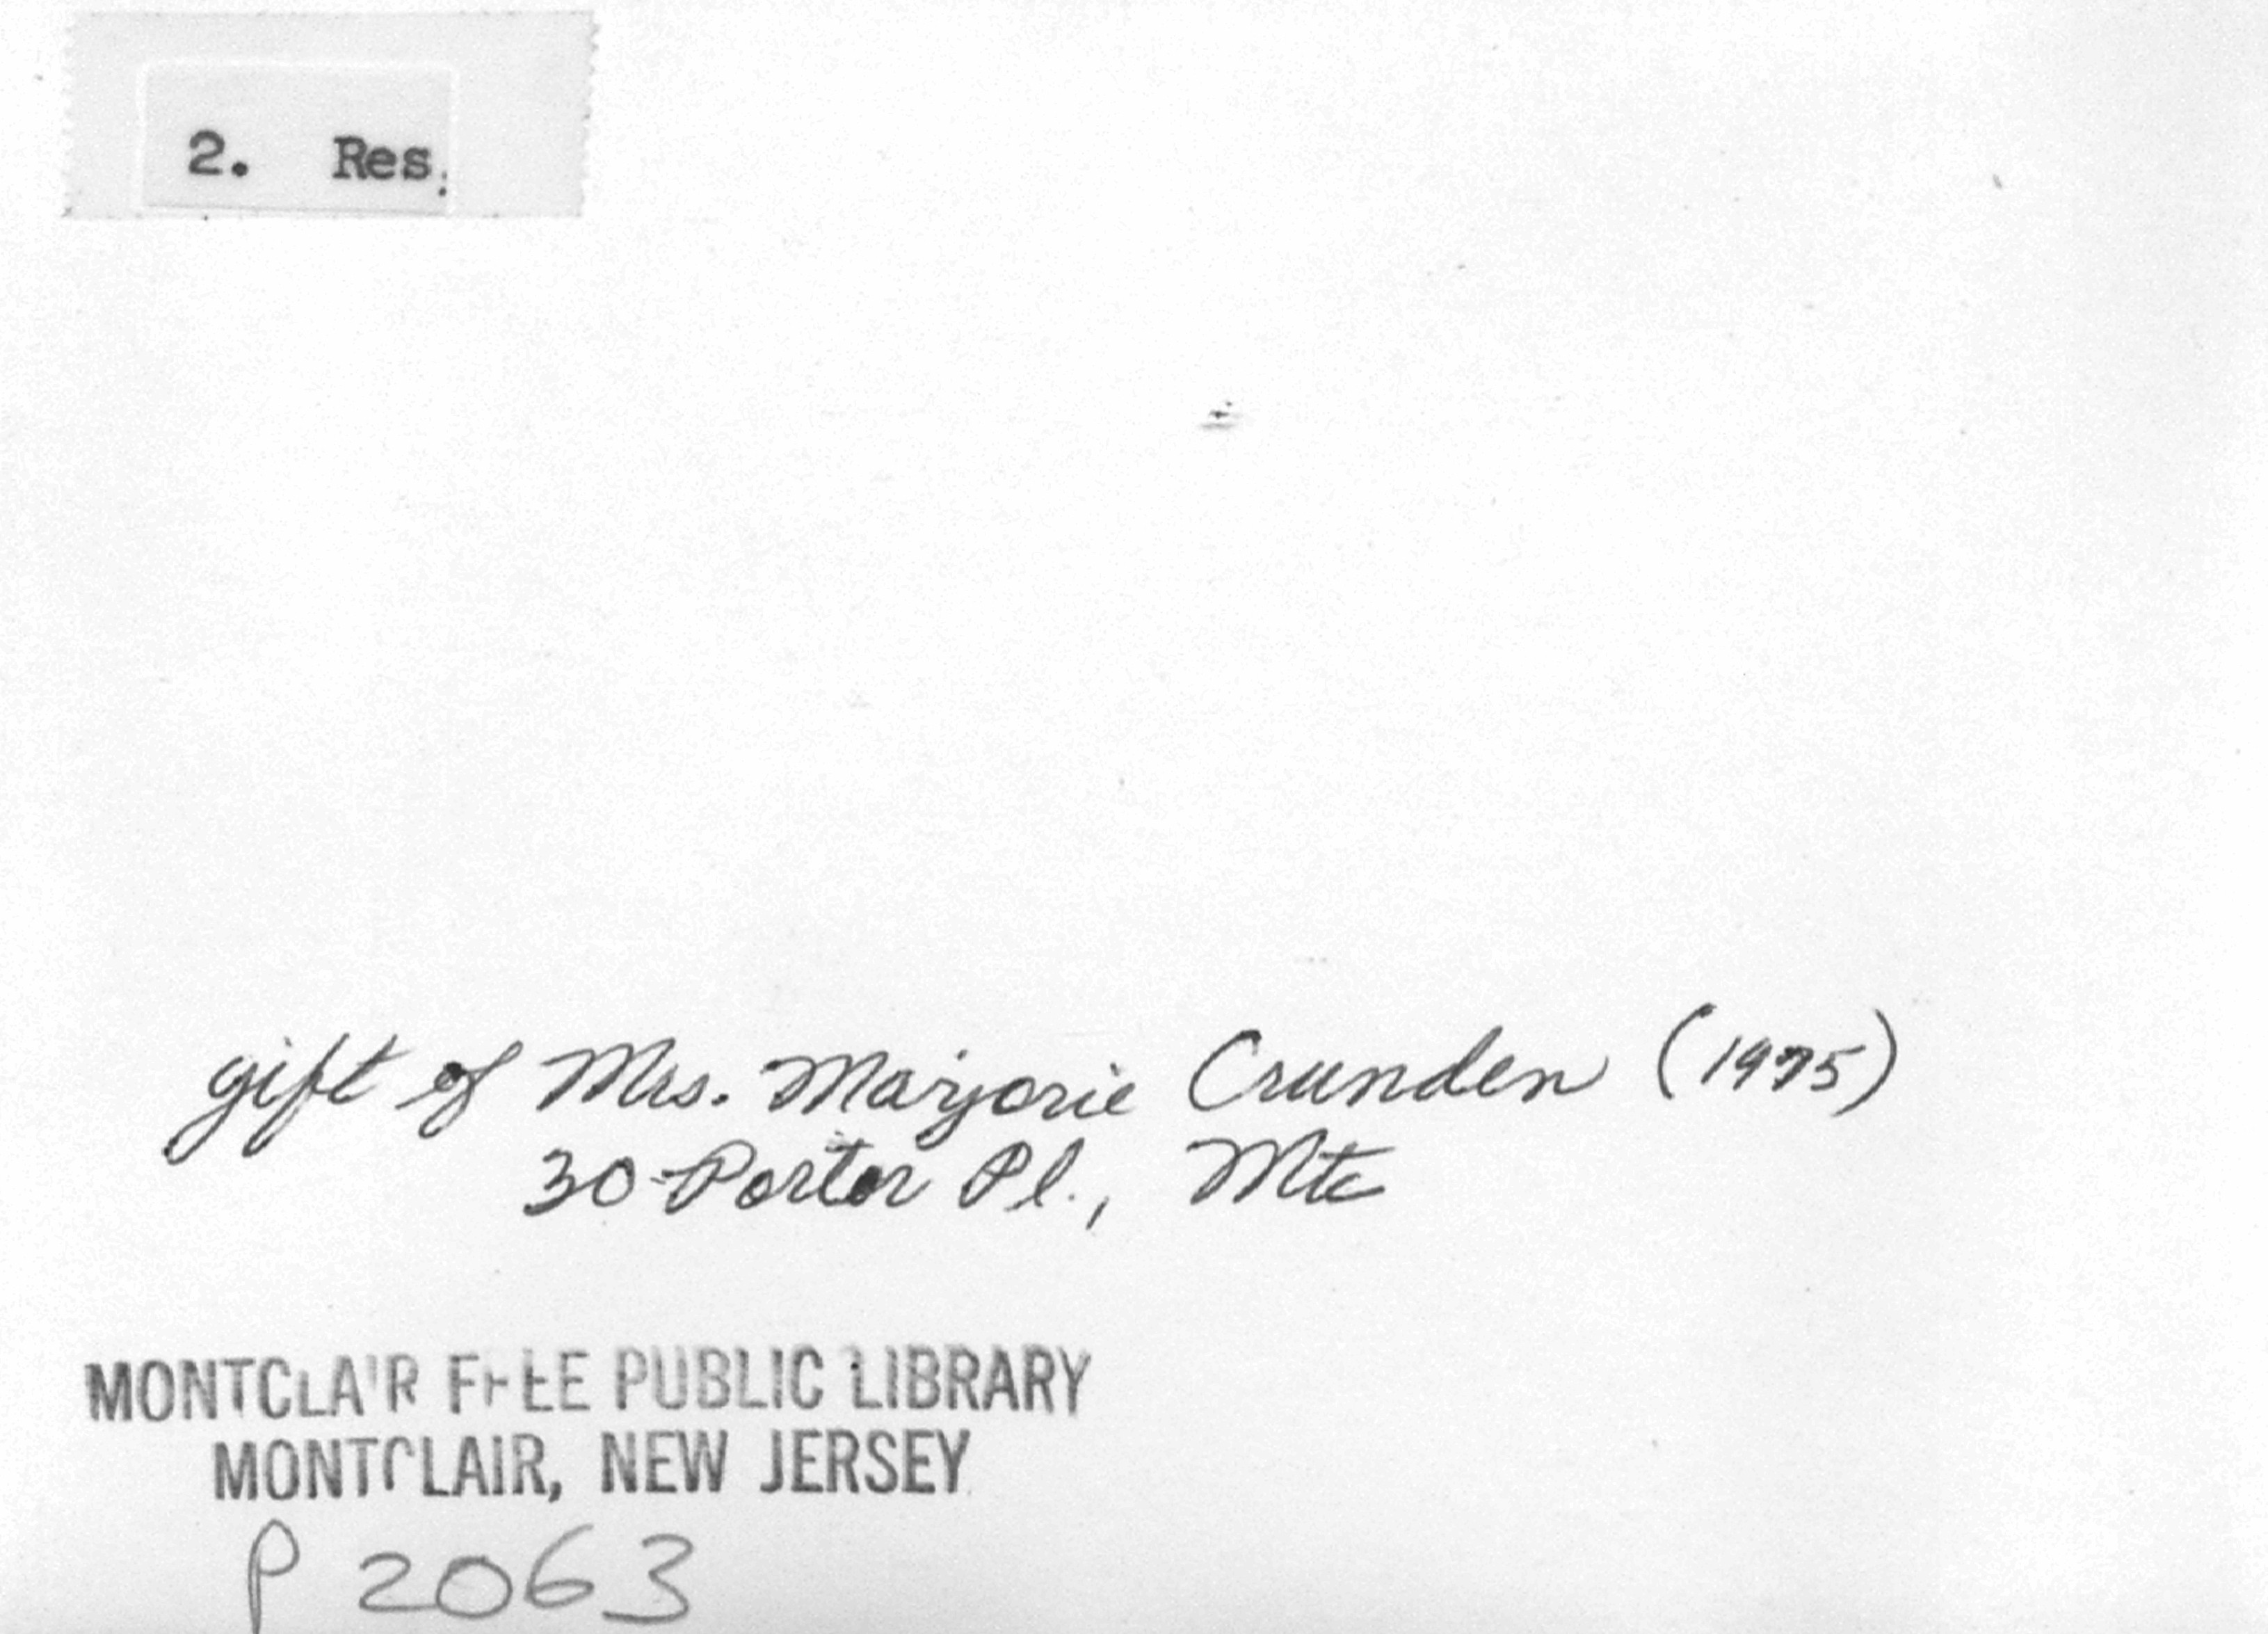 2. Res.
gift of Mrs. Marjorie Crunden (1975)
30 Porter Pl., Mtc
MONTCLAIR FREE PUBLIC LIBRARY
MONTCLAIR, NEW JERSEY
P 2063